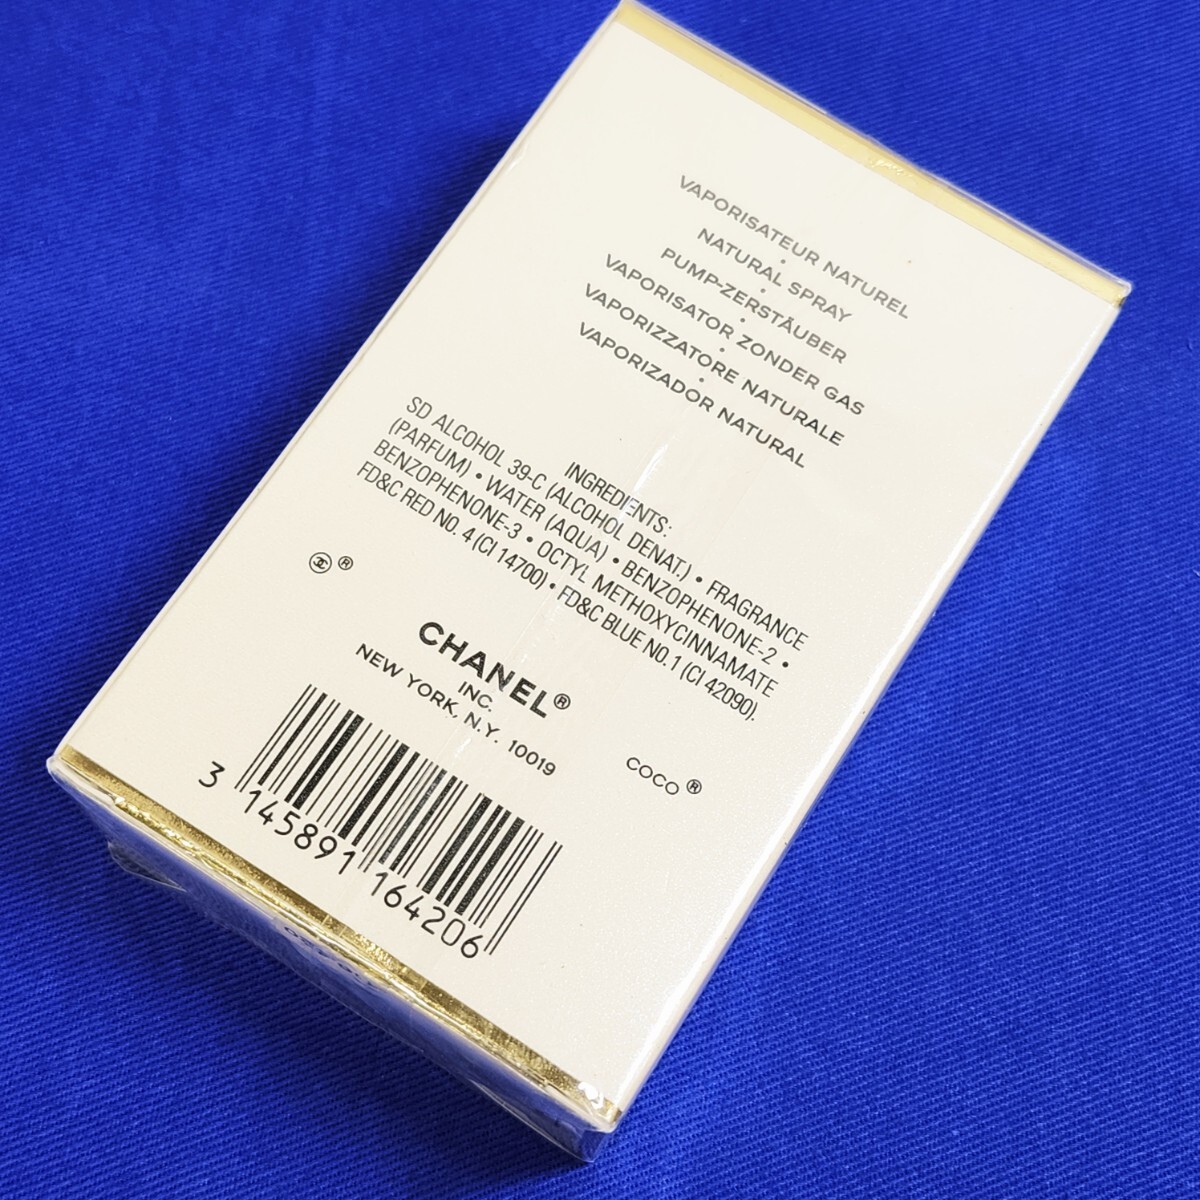 VAPORISATEUR NATUREL
•
NATURAL SPRAY
•
PUMP-ZERSTÄUBER
•
VAPORISATOR ZONDER GAS
•
VAPORIZZATORE NATURALE
•
VAPORIZADOR NATURAL
INGREDIENTS:
SD ALCOHOL 39-C (ALCOHOL DENAT.) • FRAGRANCE
(PARFUM) • WATER (AQUA) • BENZOPHENONE-2 •
BENZOPHENONE-3 • OCTYL METHOXYCINNAMATE
FD&C RED NO. 4 (CI 14700) • FD&C BLUE NO. 1 (CI 42090).
®
CHANEL®
INC.
NEW YORK, N.Y. 10019
COCO®
3 145891 164206